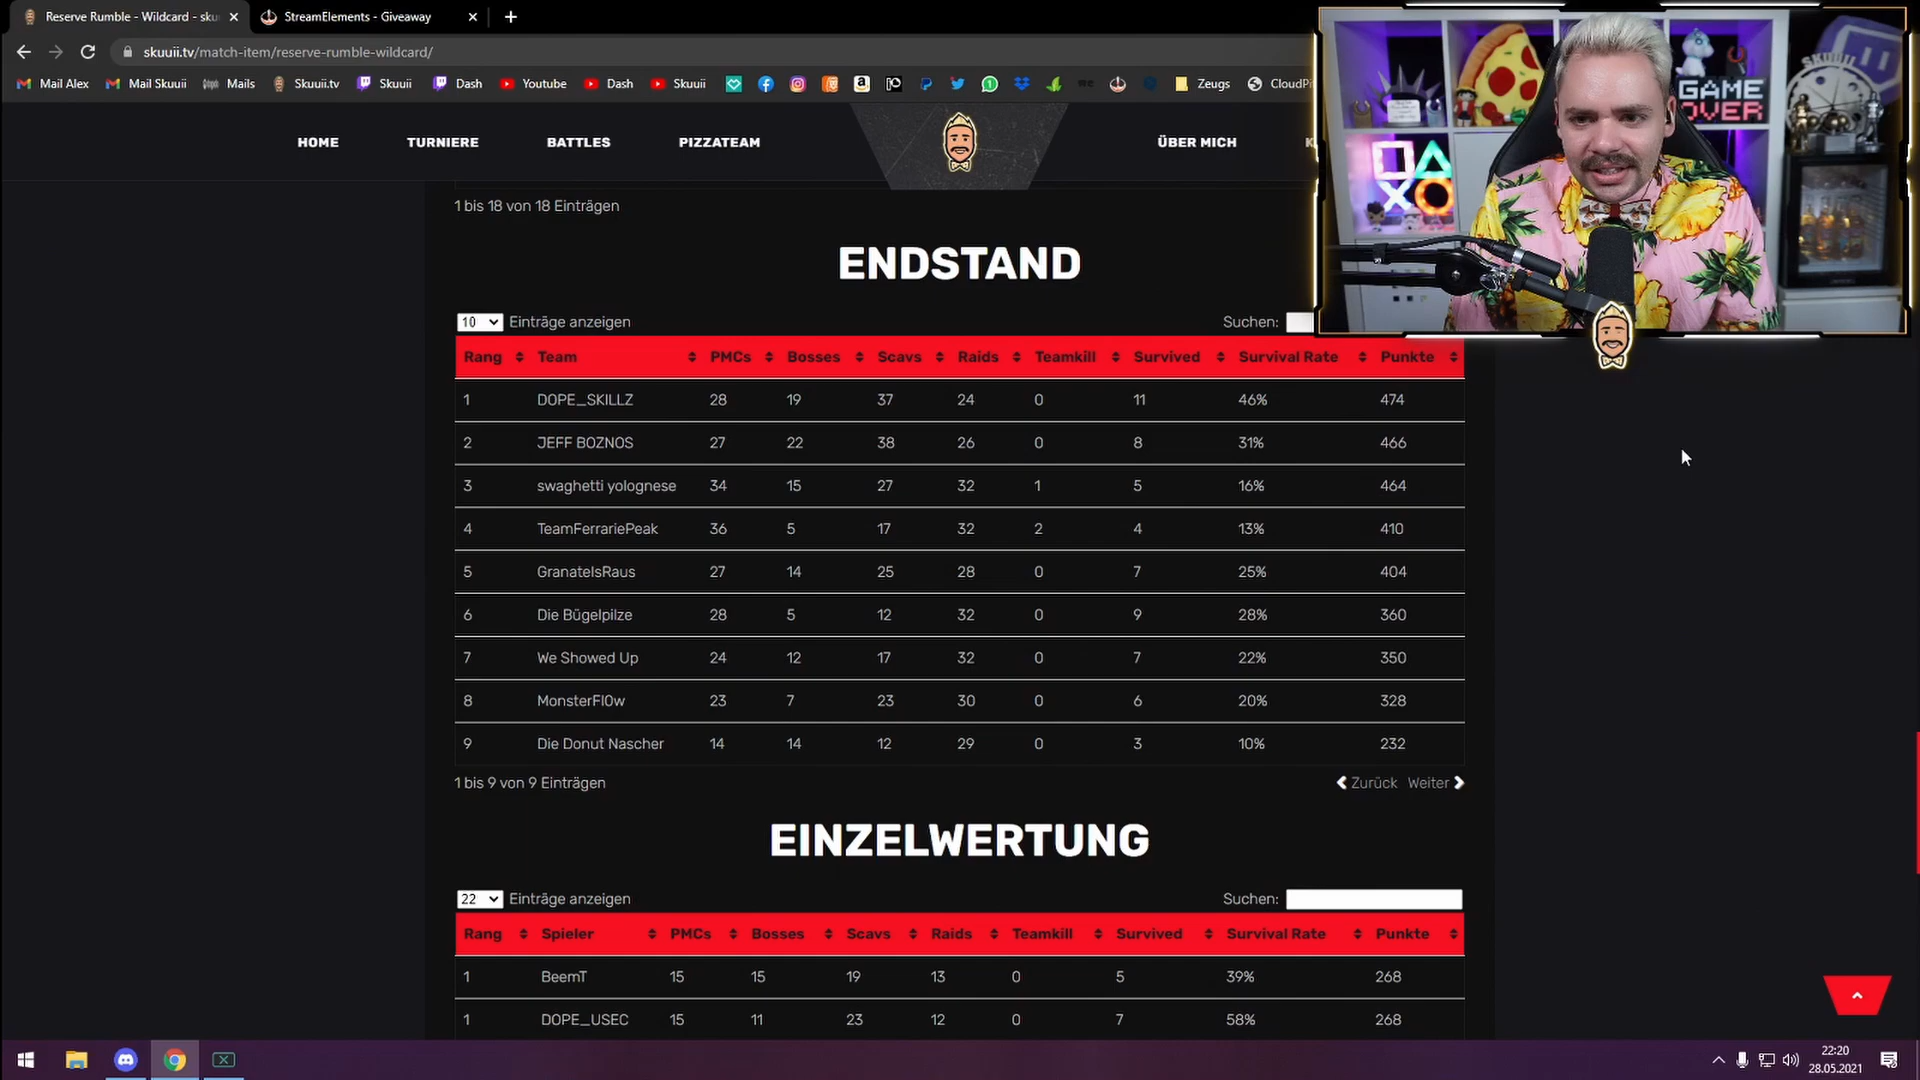 Reserve Rumble - Wildcard - sku
StreamElements - Giveaway
skuuii.tv/match-item/reserve-rumble-wildcard/
Mail Alex Mail Skuuii Mails Skuuii.tv Skuuii Dash Youtube Dash Skuuii Zeugs
HOME TURNIERE BATTLES PIZZATEAM ÜBER MICH
GAME
OVER
1 bis 18 von 18 Einträgen
ENDSTAND
10 Einträge anzeigen Suchen:
Rang Team PMCs Bosses Scavs Raids Teamkill Survived Survival Rate Punkte
1 DOPE_SKILLZ 28 19 37 24 0 11 46% 474
2 JEFF BOZNOS 27 22 38 26 0 8 31% 466
3 swaghetti yolognese 34 15 27 32 1 5 16% 464
4 TeamFerrariePeak 36 5 17 32 2 4 13% 410
5 GranateIsRaus 27 14 25 28 0 7 25% 404
6 Die Bügelpilze 28 5 12 32 0 9 28% 360
7 We Showed Up 24 12 17 32 0 7 22% 350
8 MonsterFl0w 23 7 23 30 0 6 20% 328
9 Die Donut Nascher 14 14 12 29 0 3 10% 232
1 bis 9 von 9 Einträgen Zurück Weiter
EINZELWERTUNG
22 Einträge anzeigen Suchen:
Rang Spieler PMCs Bosses Scavs Raids Teamkill Survived Survival Rate Punkte
1 BeemT 15 15 19 13 0 5 39% 268
1 DOPE_USEC 15 11 23 12 0 7 58% 268
22:20
28.05.2021